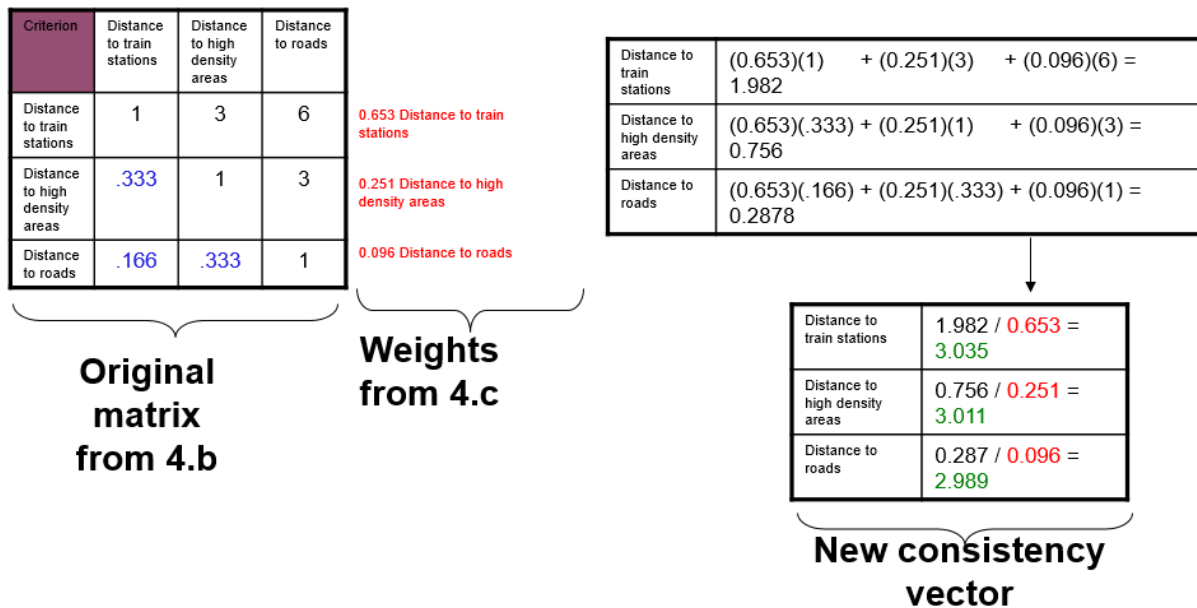 Criterion
Distance
to train
stations
Distance
to high
density
areas
Distance
to roads
Distance
to train
stations
1
3
6
Distance
to high
density
areas
.333
1
3
Distance
to roads
.166
.333
1
0.653 Distance to train
stations
0.251 Distance to high
density areas
0.096 Distance to roads
Original
matrix
from 4.b
Weights
from 4.c
Distance to
train
stations
(0.653)(1) + (0.251)(3) + (0.096)(6) =
1.982
Distance to
high density
areas
(0.653)(.333) + (0.251)(1) + (0.096)(3) =
0.756
Distance to
roads
(0.653)(.166) + (0.251)(.333) + (0.096)(1) =
0.2878
Distance to
train stations
1.982 / 0.653 =
3.035
Distance to
high density
areas
0.756 / 0.251 =
3.011
Distance to
roads
0.287 / 0.096 =
2.989
New consistency
vector